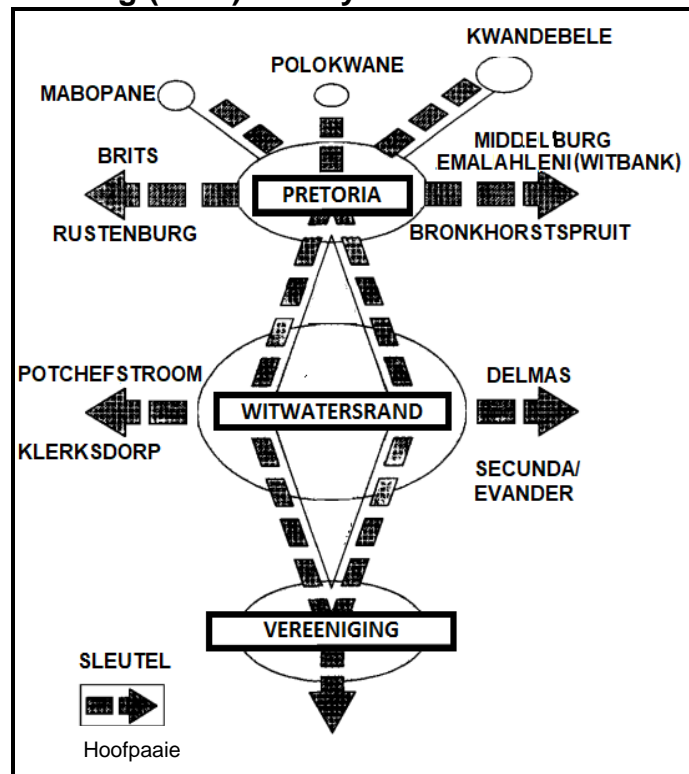 KWANDEBELE
POLOKWANE
MABOPANE
MIDDELBURG
EMALAHLENI(WITBANK)
BRITS
PRETORIA
RUSTENBURG
BRONKHORSTSPRUIT
POTCHEFSTROOM
DELMAS
WITWATERSRAND
KLERKSDORP
SECUNDA/
EVANDER
VEREENIGING
SLEUTEL
Hoofpaaie